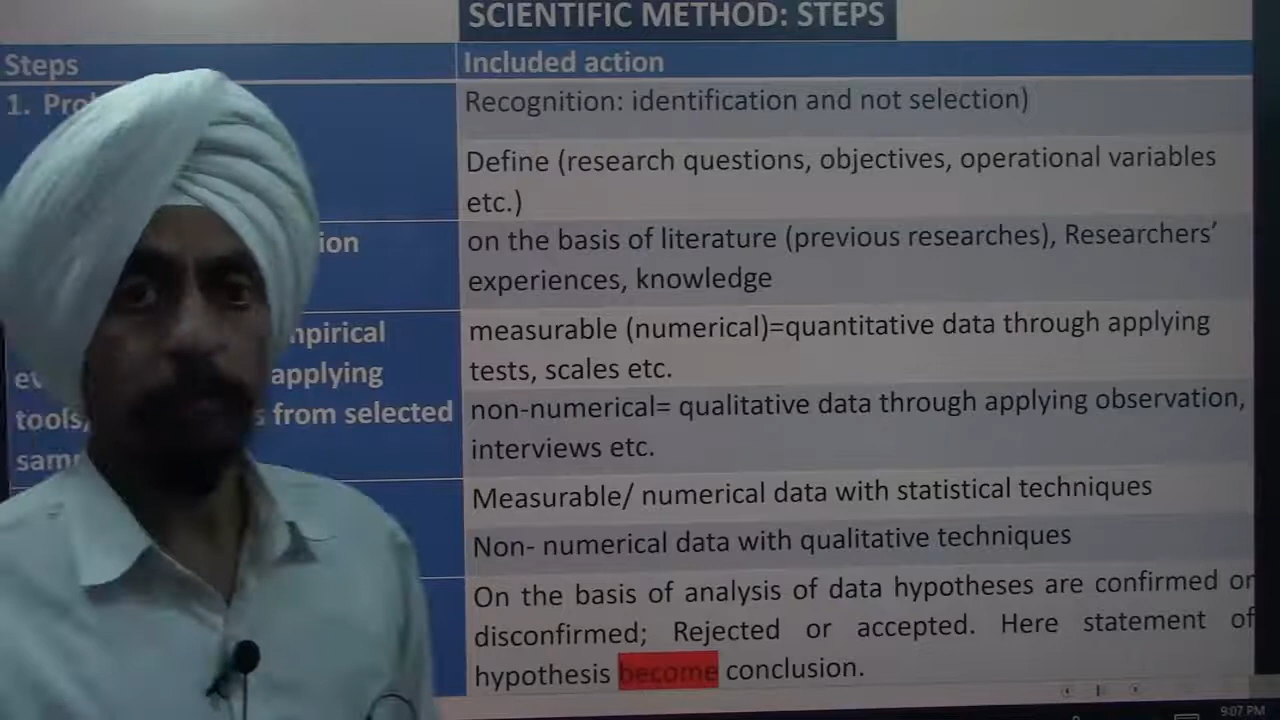 SCIENTIFIC METHOD: STEPS
Steps
Included action
1.
Recognition: identification and not selection)
Define (research questions, objectives, operational variables
etc.)
on the basis of literature (previous researches), Researchers'
experiences, knowledge
applying
measurable (numerical)=quantitative data through applying
tests, scales etc.
from selected
non-numerical= qualitative data through applying observation,
interviews etc.
Measurable/ numerical data with statistical techniques
Non- numerical data with qualitative techniques
On the basis of analysis of data hypotheses are confirmed or
disconfirmed; Rejected or accepted. Here statement of
hypothesis become conclusion.
9:07 PM